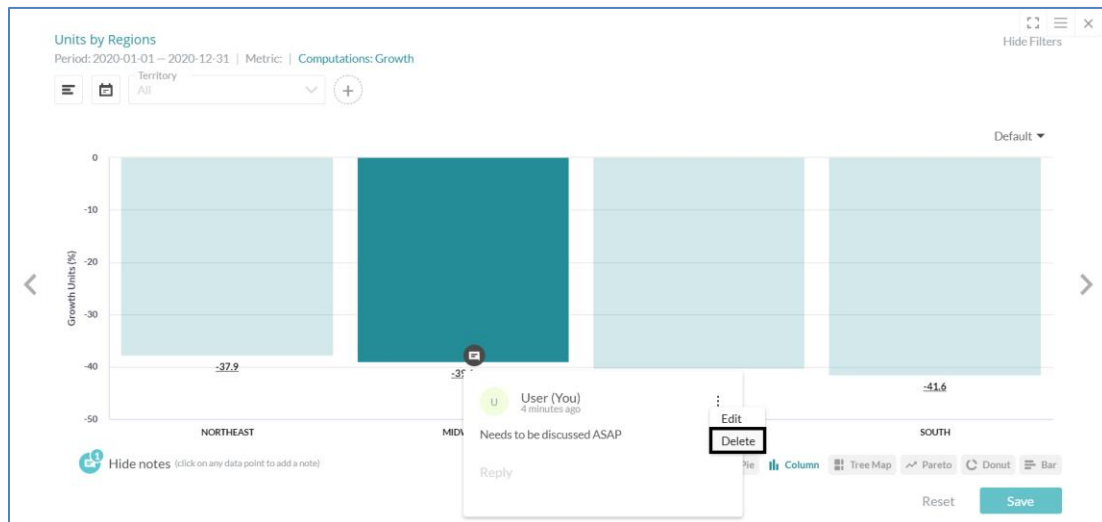 Units by Regions
Hide Filters
Period: 2020-01-01 — 2020-12-31 | Metric: | Computations: Growth
Territory
All
Default
0
-10
-20
-30
-40
-50
Growth Units (%)
-37.9
-41.6
NORTHEAST
SOUTH
U
User (You)
4 minutes ago
Needs to be discussed ASAP
Reply
Edit
Delete
1
Hide notes (click on any data point to add a note)
Pie
Column
Tree Map
Pareto
Donut
Bar
Reset
Save